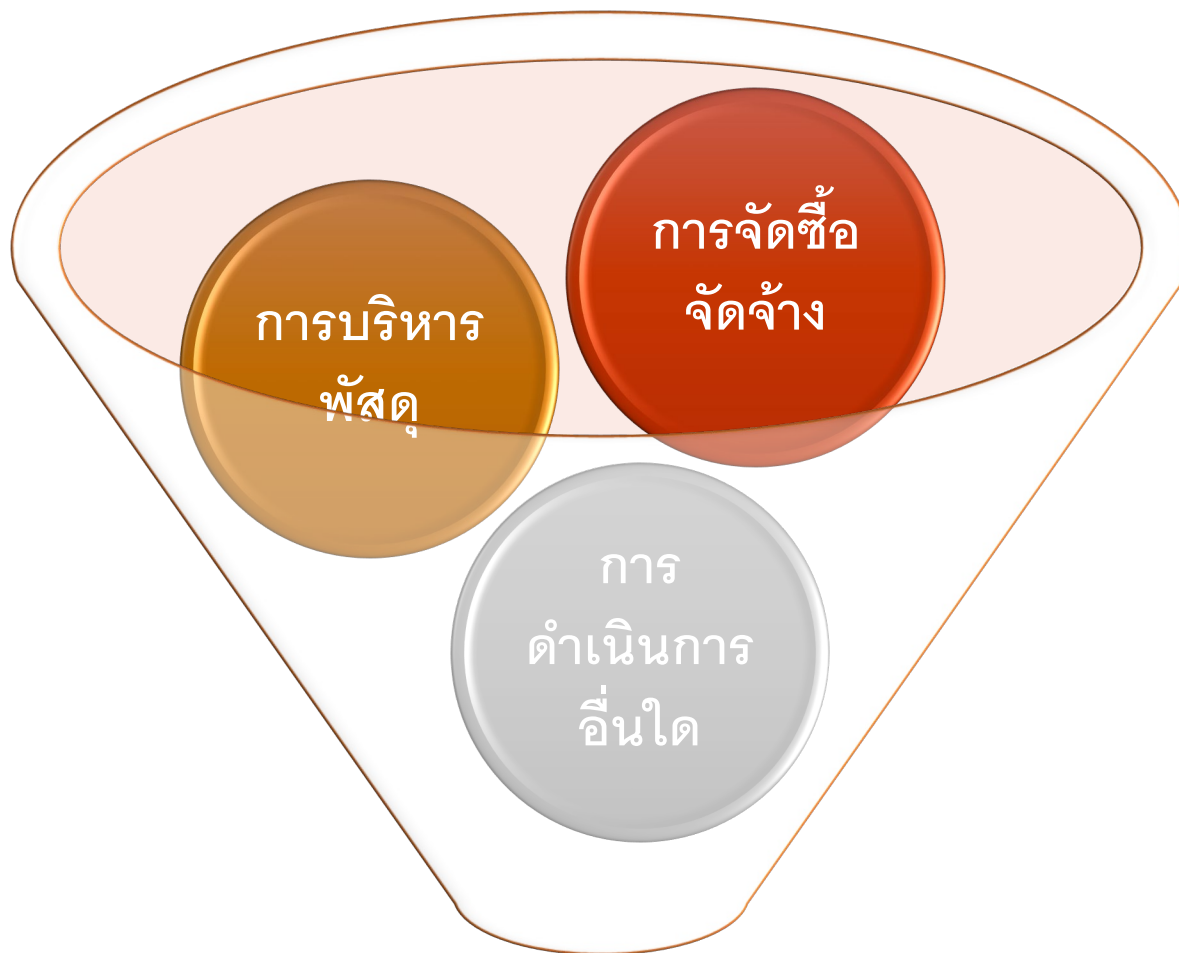 การจัดซื้อ
จัดจ้าง
การบริหาร
พัสดุ
การ
ดำเนินการ
อื่นใด